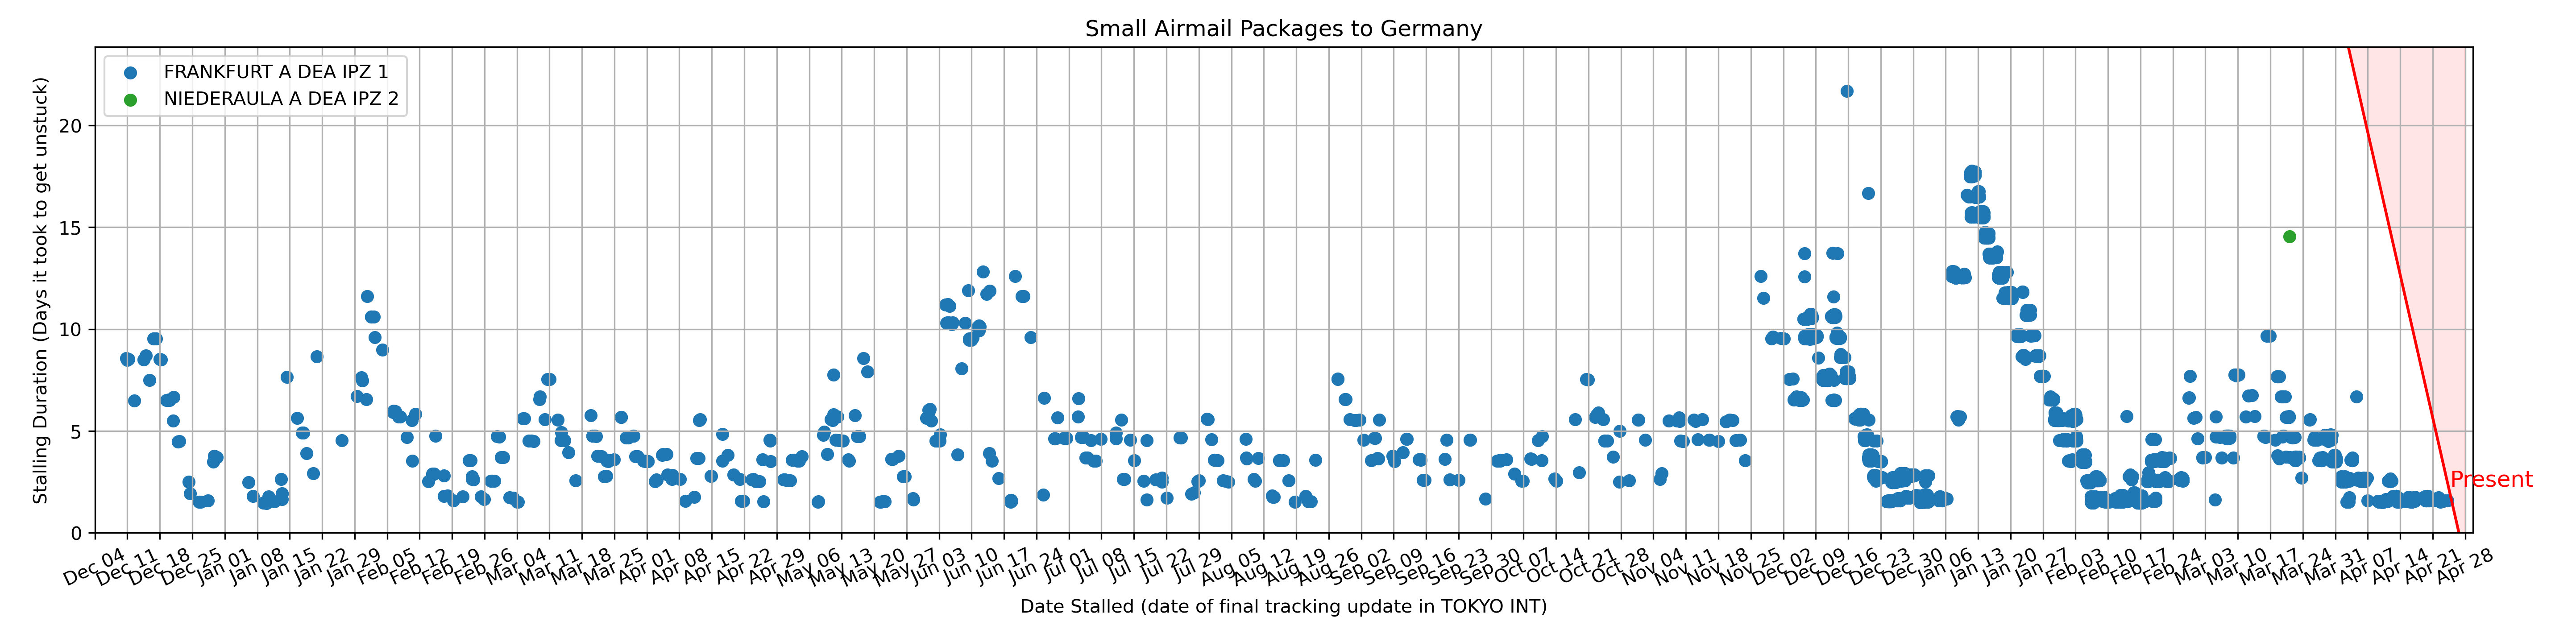 Small Airmail Packages to Germany
FRANKFURT A DEA IPZ 1
NIEDERAULA A DEA IPZ 2
Stalling Duration (Days it took to get unstuck)
20
15
10
5
0
Present
Dec 04
Dec 11
Dec 18
Dec 25
Jan 01
Jan 08
Jan 15
Jan 22
Jan 29
Feb 05
Feb 12
Feb 19
Feb 26
Mar 04
Mar 11
Mar 18
Mar 25
Apr 01
Apr 08
Apr 15
Apr 22
Apr 29
May 06
May 13
May 20
May 27
Jun 03
Jun 10
Jun 17
Jun 24
Jul 01
Jul 08
Jul 15
Jul 22
Jul 29
Aug 05
Aug 12
Aug 19
Aug 26
Sep 02
Sep 09
Sep 16
Sep 23
Sep 30
Oct 07
Oct 14
Oct 21
Oct 28
Nov 04
Nov 11
Nov 18
Nov 25
Dec 02
Dec 09
Dec 16
Dec 23
Dec 30
Jan 06
Jan 13
Jan 20
Jan 27
Feb 03
Feb 10
Feb 17
Feb 24
Mar 03
Mar 10
Mar 17
Mar 24
Mar 31
Apr 07
Apr 14
Apr 21
Apr 28
Date Stalled (date of final tracking update in TOKYO INT)